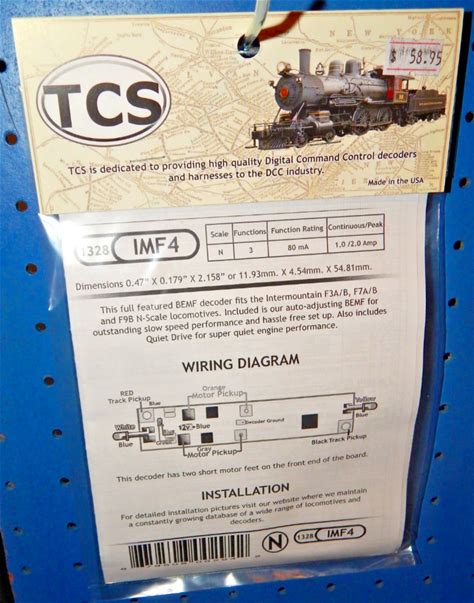 NEW YORK
$ 58.95
TCS
TCS is dedicated to providing high quality Digital Command Control decoders
and harnesses to the DCC industry.
Made in the USA
1328 IMF4
Scale Functions Function Rating Continuous/Peak
N 3 80 mA 1.0 /2.0 Amp
Dimensions 0.47" X 0.179" X 2.158" or 11.93mm. X 4.54mm X 54.81mm.
This full featured BEMF decoder fits the Intermountain F3A/B, F7A/B
and F9B N-Scale locomotives. Included is our auto-adjusting BEMF for
outstanding slow speed performance and hassle free set up. Also includes
Quiet Drive for super quiet engine performance.
WIRING DIAGRAM
RED
Track Pickup
Orange
Motor Pickup
Blue
Yellow
Blue
White
Blue
12v+Blue
Decoder Ground
Gray
Motor Pickup
Black
Track Pickup
This decoder has two short motor feet on the front end of the board.
INSTALLATION
For detailed installation pictures visit our website where we maintain
a constantly growing database of a wide range of locomotives and
decoders.
N 1328 IMF4